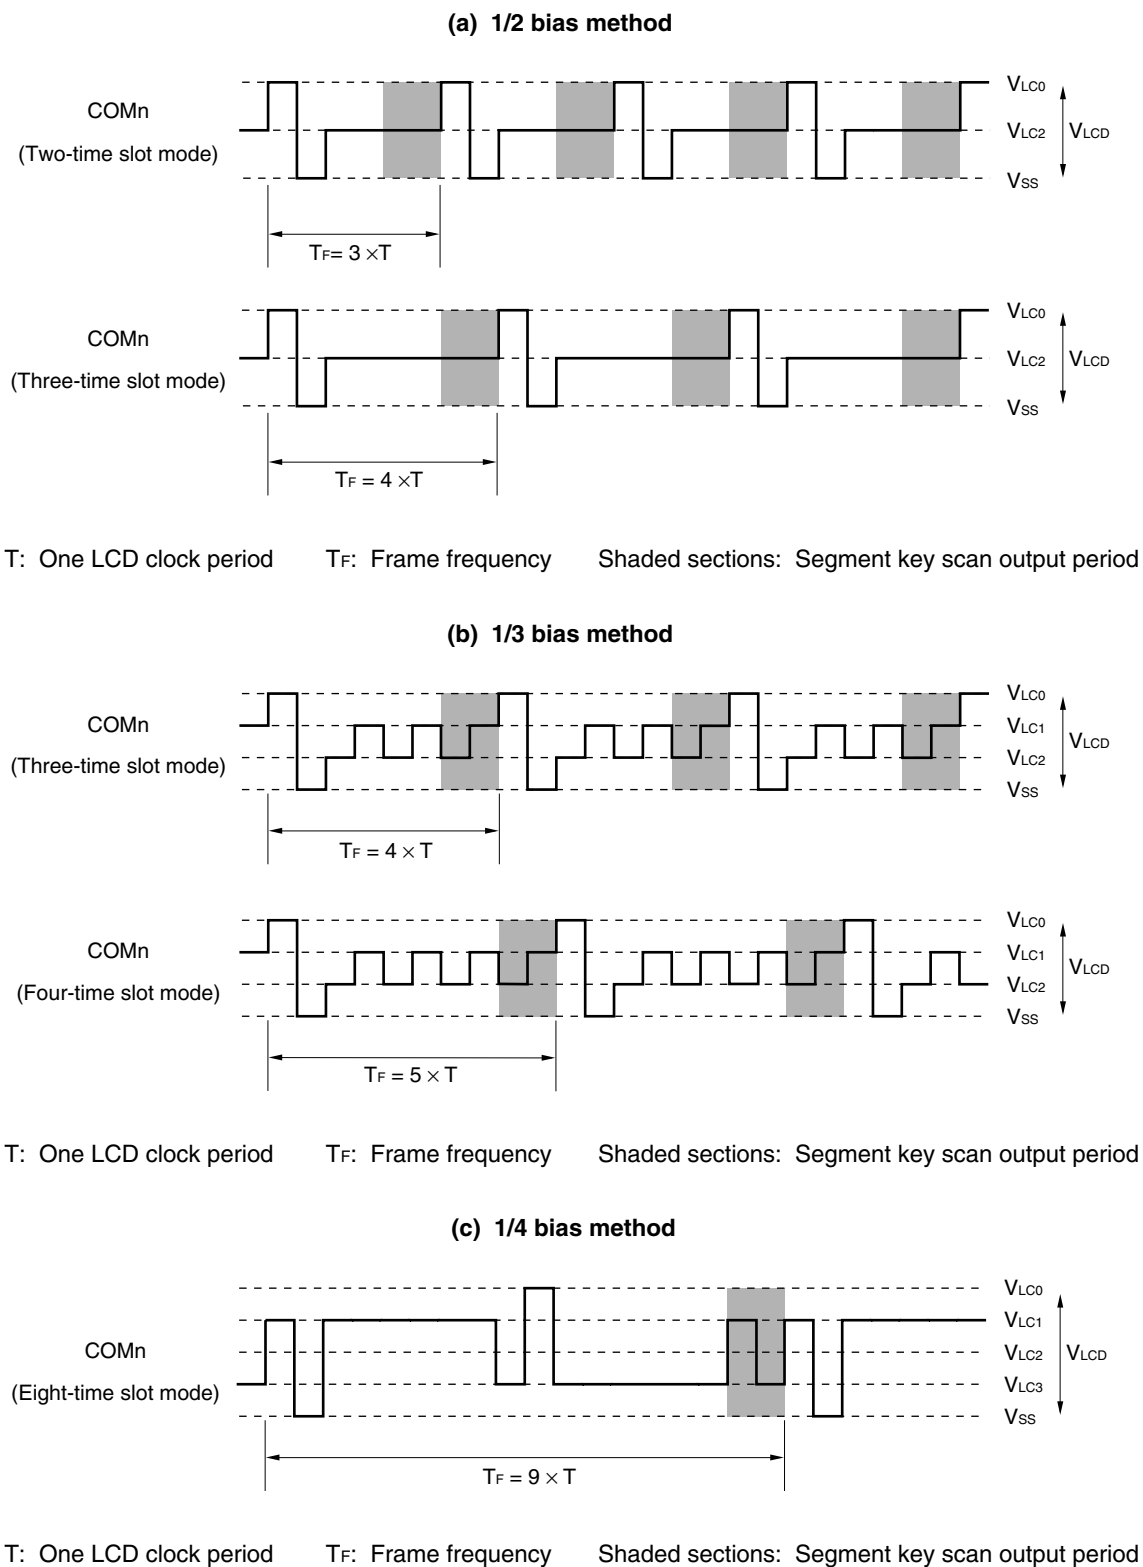 (a) 1/2 bias method
COMn
(Two-time slot mode)
VLC0
VLC2
VSS
VLCD
TF= 3 ×T
COMn
(Three-time slot mode)
VLC0
VLC2
VSS
VLCD
TF = 4 ×T
T: One LCD clock period TF: Frame frequency Shaded sections: Segment key scan output period
(b) 1/3 bias method
COMn
(Three-time slot mode)
VLC0
VLC1
VLC2
VSS
VLCD
TF = 4 × T
COMn
(Four-time slot mode)
VLC0
VLC1
VLC2
VSS
VLCD
TF = 5 × T
T: One LCD clock period TF: Frame frequency Shaded sections: Segment key scan output period
(c) 1/4 bias method
COMn
(Eight-time slot mode)
VLC0
VLC1
VLC2
VLC3
VSS
VLCD
TF = 9 × T
T: One LCD clock period TF: Frame frequency Shaded sections: Segment key scan output period